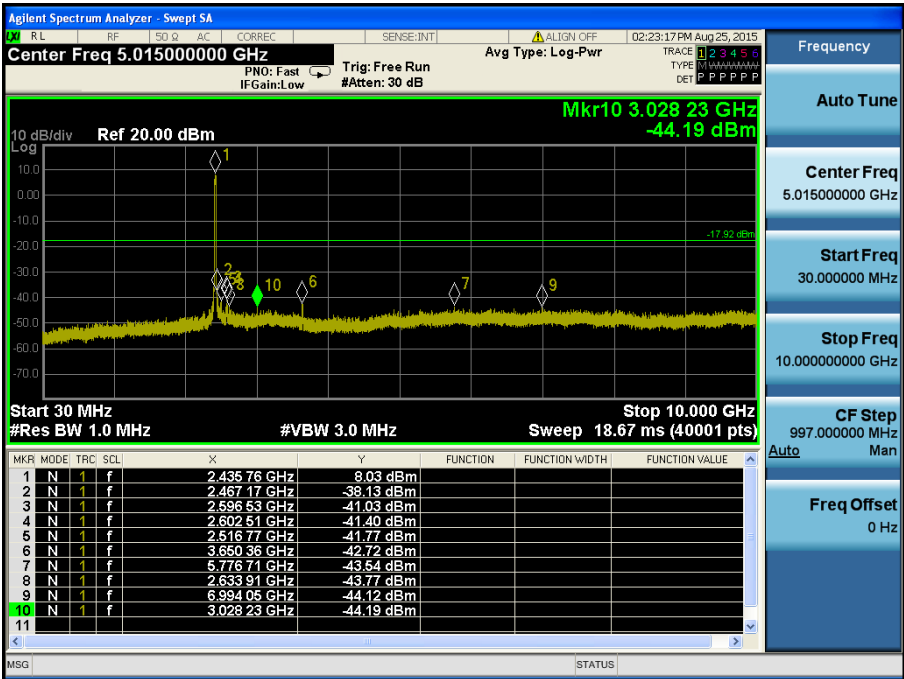 Agilent Spectrum Analyzer - Swept SA
LXI RL RF 50 Ω AC CORREC SENSE:INT ALIGN OFF 02:23:17 PM Aug 25, 2015
Center Freq 5.015000000 GHz Avg Type: Log-Pwr TRACE 1 2 3 4 5 6
PNO: Fast Trig: Free Run TYPE M WWWWW
IFGain:Low #Atten: 30 dB DET P P P P P P
Frequency
Auto Tune
Center Freq
5.015000000 GHz
Start Freq
30.000000 MHz
Stop Freq
10.000000000 GHz
CF Step
997.000000 MHz
Auto Man
Freq Offset
0 Hz
Mkr10 3.028 23 GHz
-44.19 dBm
10 dB/div Ref 20.00 dBm
Log
10.0
0.00
-10.0
-20.0
-30.0
-40.0
-50.0
-60.0
-70.0
-17.92 dBm
1
2
8
10
6
7
9
Start 30 MHz Stop 10.000 GHz
#Res BW 1.0 MHz #VBW 3.0 MHz Sweep 18.67 ms (40001 pts)
MKR MODE TRC SCL X Y FUNCTION FUNCTION WIDTH FUNCTION VALUE
1 N 1 f 2.435 76 GHz 8.03 dBm
2 N 1 f 2.467 17 GHz -38.13 dBm
3 N 1 f 2.596 53 GHz -41.03 dBm
4 N 1 f 2.602 51 GHz -41.40 dBm
5 N 1 f 2.516 77 GHz -41.77 dBm
6 N 1 f 3.650 36 GHz -42.72 dBm
7 N 1 f 5.776 71 GHz -43.54 dBm
8 N 1 f 2.633 91 GHz -43.77 dBm
9 N 1 f 6.994 05 GHz -44.12 dBm
10 N 1 f 3.028 23 GHz -44.19 dBm
11
MSG STATUS